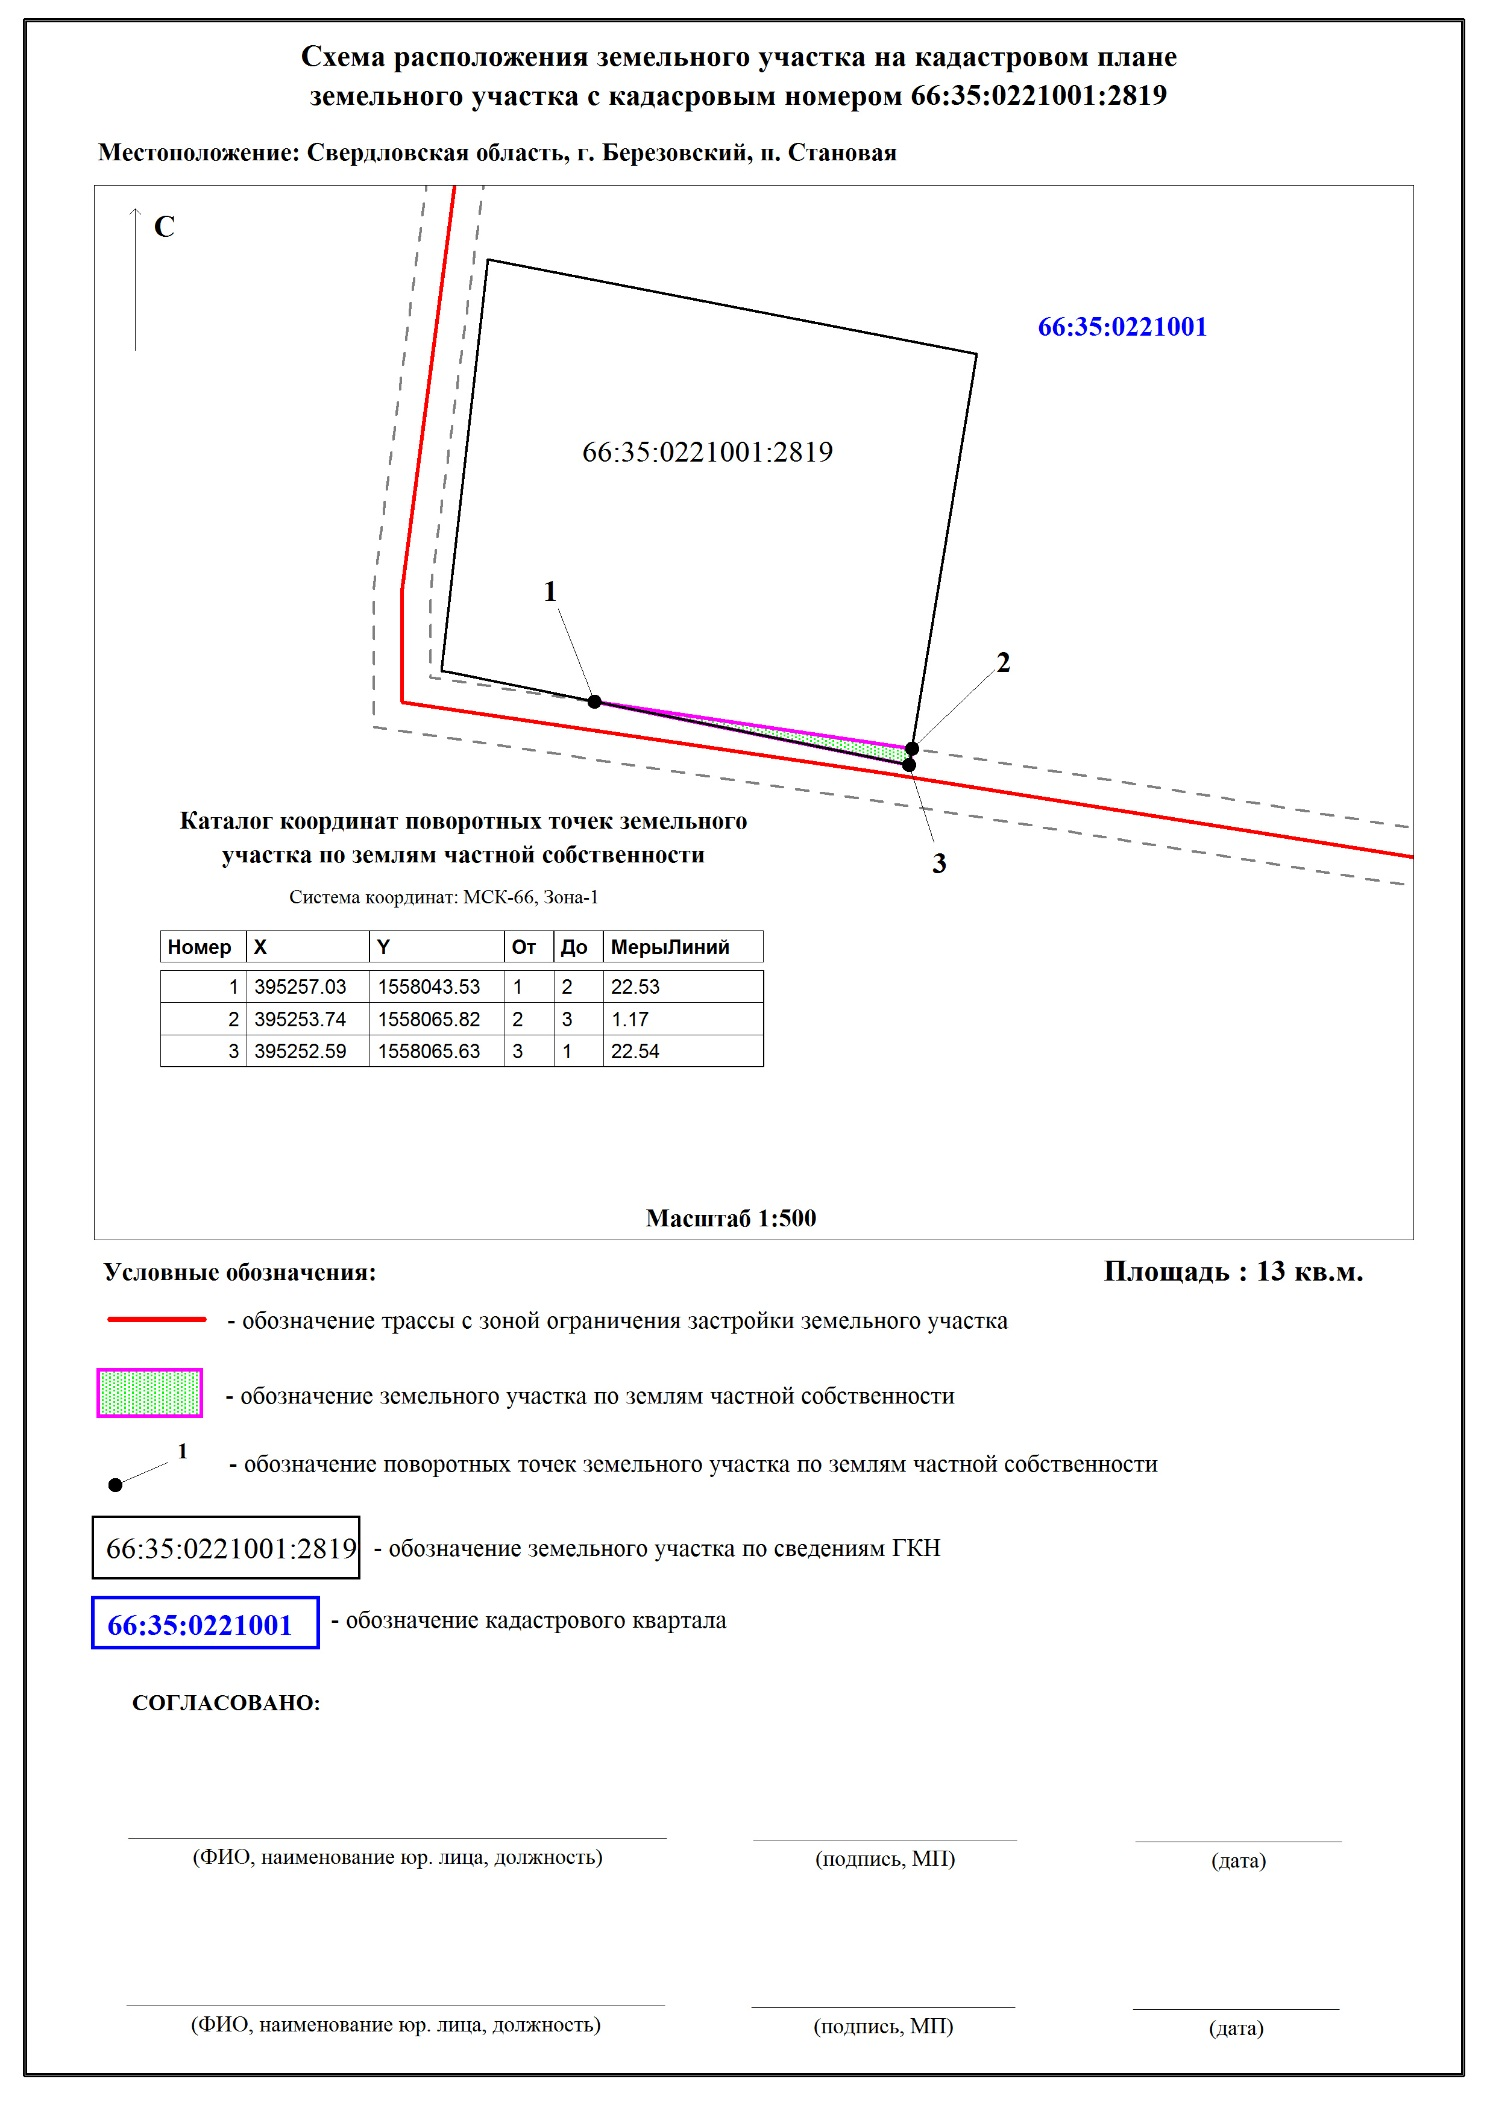 Схема расположения земельного участка на кадастровом плане
земельного участка с кадасровым номером 66:35:0221001:2819
Местоположение: Свердловская область, г. Березовский, п. Становая
С
66:35:0221001
66:35:0221001:2819
1
2
3
Каталог координат поворотных точек земельного
участка по землям частной собственности
Система координат: МСК-66, Зона-1
Номер X Y От До МерыЛиний
1 395257.03 1558043.53 1 2 22.53
2 395253.74 1558065.82 2 3 1.17
3 395252.59 1558065.63 3 1 22.54
Масштаб 1:500
Условные обозначения:
Площадь : 13 кв.м.
- обозначение трассы с зоной ограничения застройки земельного участка
- обозначение земельного участка по землям частной собственности
1
- обозначение поворотных точек земельного участка по землям частной собственности
66:35:0221001:2819 - обозначение земельного участка по сведениям ГКН
66:35:0221001 - обозначение кадастрового квартала
СОГЛАСОВАНО:
(ФИО, наименование юр. лица, должность) (подпись, МП) (дата)
(ФИО, наименование юр. лица, должность) (подпись, МП) (дата)